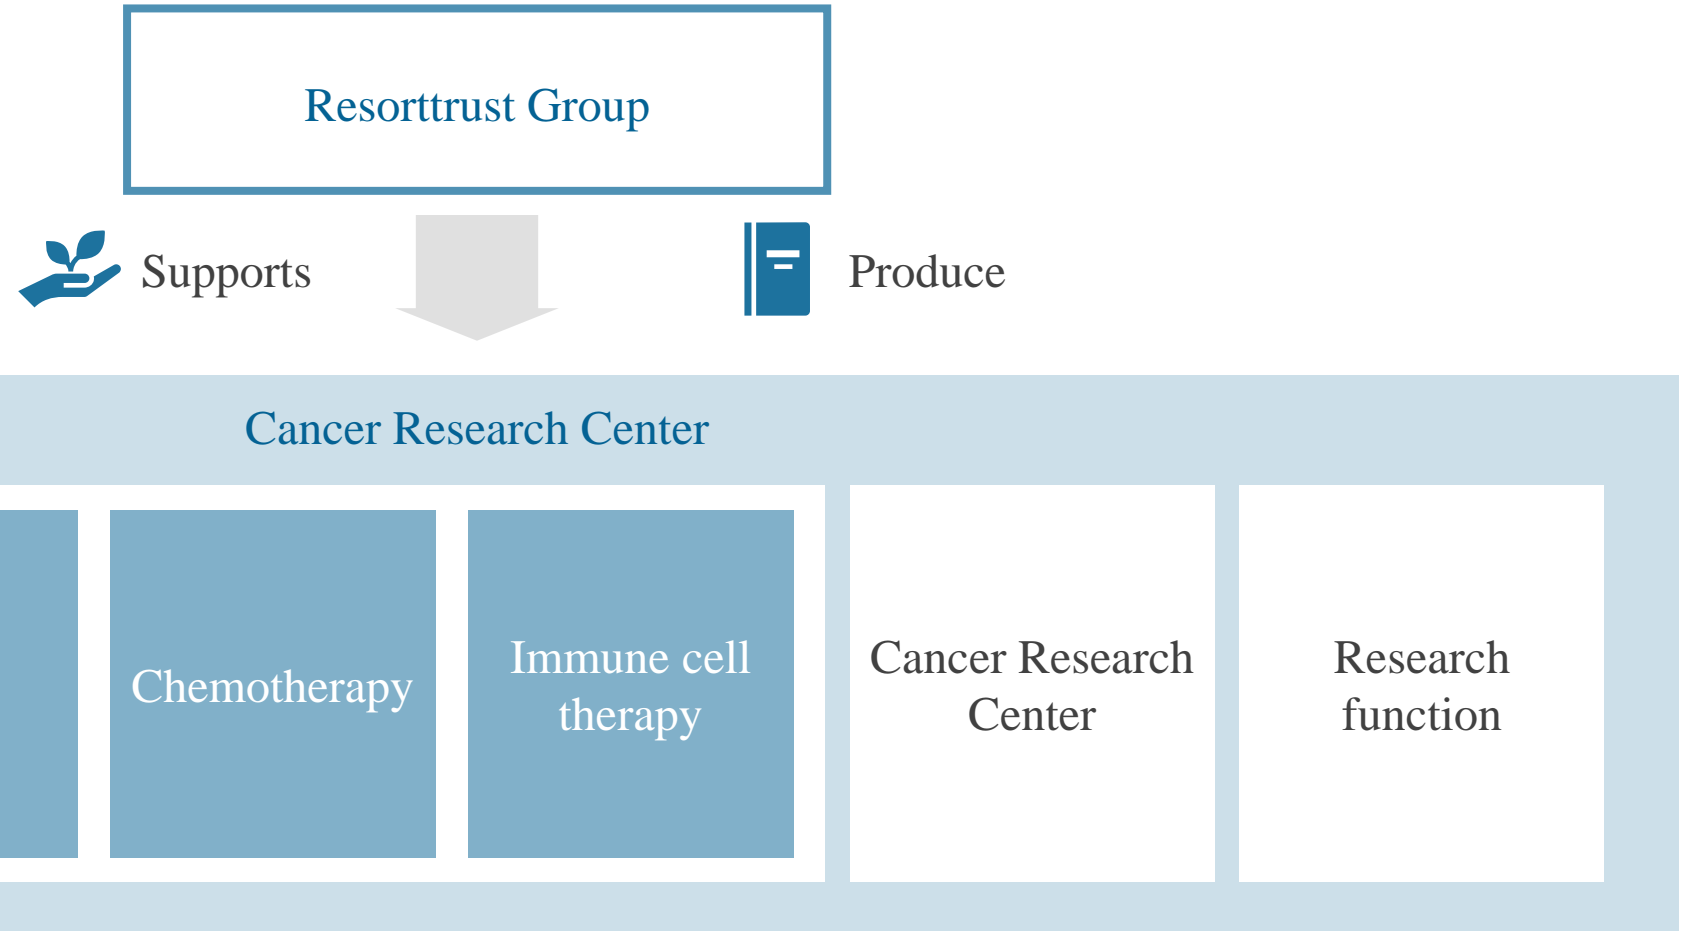 Resorttrust Group
Supports
Produce
Cancer Research Center
Chemotherapy
Immune cell
therapy
Cancer Research
Center
Research
function